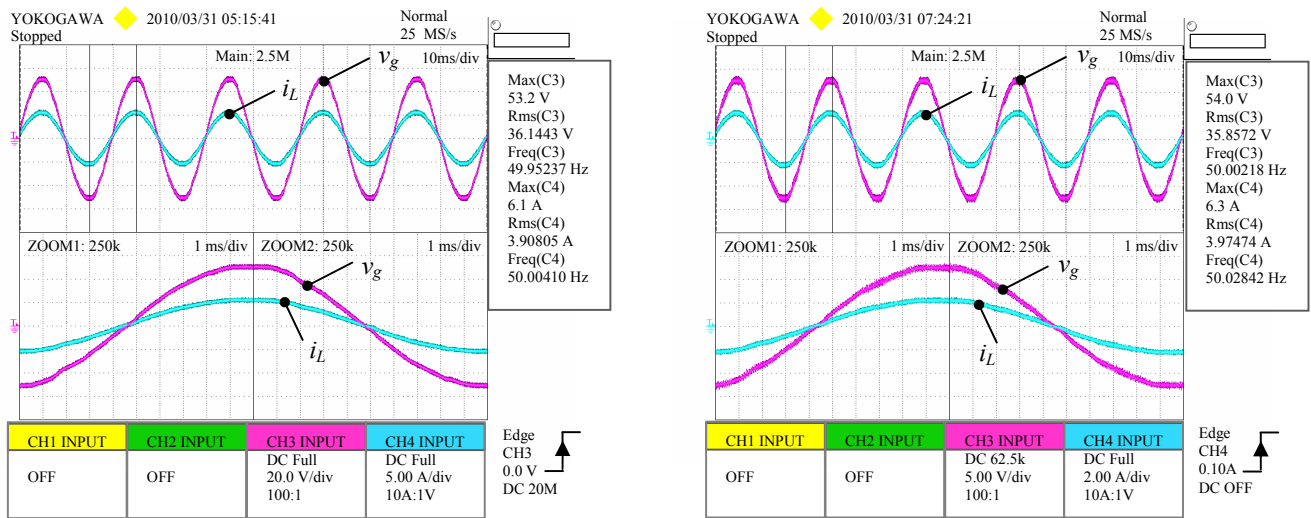 YOKOGAWA 2010/03/31 05:15:41 Normal
Stopped 25 MS/s
Main: 2.5M 10ms/div
v_g
i_L
ZOOM1: 250k 1 ms/div ZOOM2: 250k 1 ms/div
v_g
i_L
Max(C3)
53.2 V
Rms(C3)
36.1443 V
Freq(C3)
49.95237 Hz
Max(C4)
6.1 A
Rms(C4)
3.90805 A
Freq(C4)
50.00410 Hz
CH1 INPUT CH2 INPUT CH3 INPUT CH4 INPUT
OFF OFF DC Full DC Full
20.0 V/div 5.00 A/div
100:1 10A:1V
Edge
CH3
0.0 V
DC 20M
YOKOGAWA 2010/03/31 07:24:21 Normal
Stopped 25 MS/s
Main: 2.5M 10ms/div
v_g
i_L
ZOOM1: 250k 1 ms/div ZOOM2: 250k 1 ms/div
v_g
i_L
Max(C3)
54.0 V
Rms(C3)
35.8572 V
Freq(C3)
50.00218 Hz
Max(C4)
6.3 A
Rms(C4)
3.97474 A
Freq(C4)
50.02842 Hz
CH1 INPUT CH2 INPUT CH3 INPUT CH4 INPUT
OFF OFF DC 62.5k DC Full
5.00 V/div 2.00 A/div
100:1 10A:1V
Edge
CH4
0.10A
DC OFF